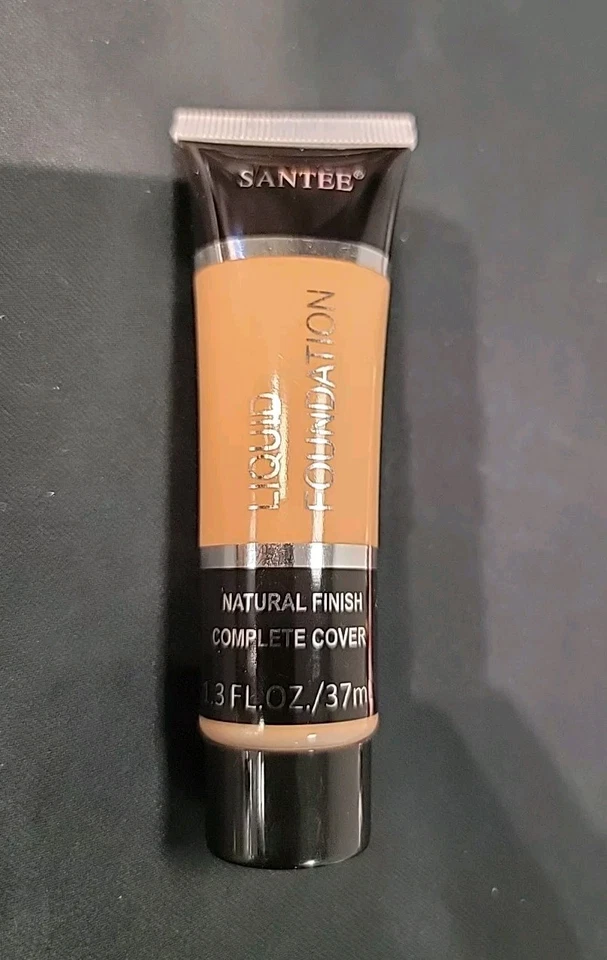 SANTEE®
LIQUID
FOUNDATION
NATURAL FINISH
COMPLETE COVER
1.3 FL.OZ./37m